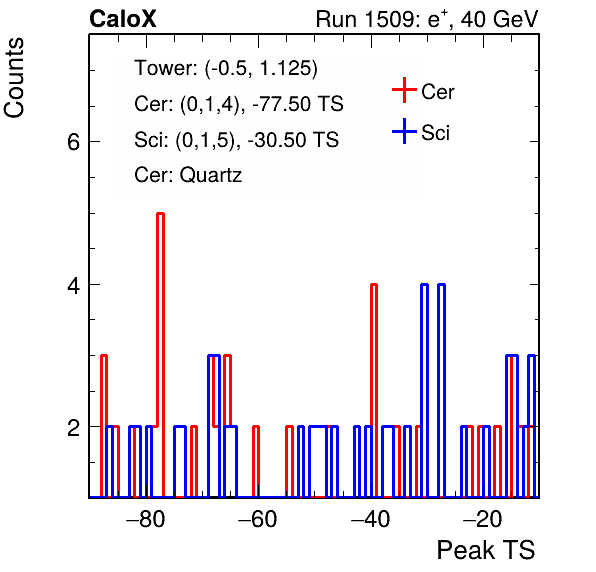 CaloX Run 1509: e⁺, 40 GeV
Counts
Tower: (-0.5, 1.125)
Cer: (0,1,4), -77.50 TS
Sci: (0,1,5), -30.50 TS
Cer: Quartz
Cer
Sci
6
4
2
−80 −60 −40 −20
Peak TS